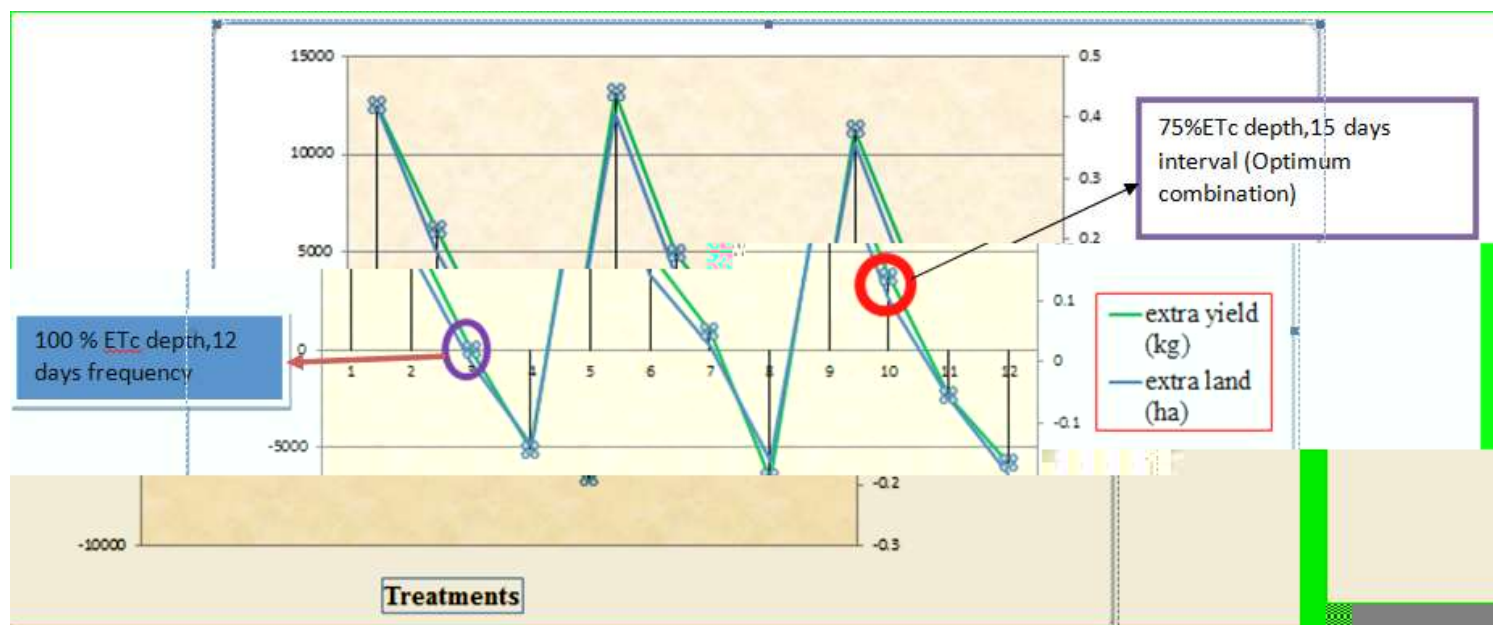 15000
0.5
0.4
75%ETc depth,15 days
interval (Optimum
combination)
10000
0.3
5000
0.2
0.1
extra yield
(kg)
extra land
(ha)
100 % ETc depth,12
days frequency
0
0
1 2 3 4 5 6 7 8 9 10 11 12
-0.1
-5000
-0.2
-10000
-0.3
Treatments